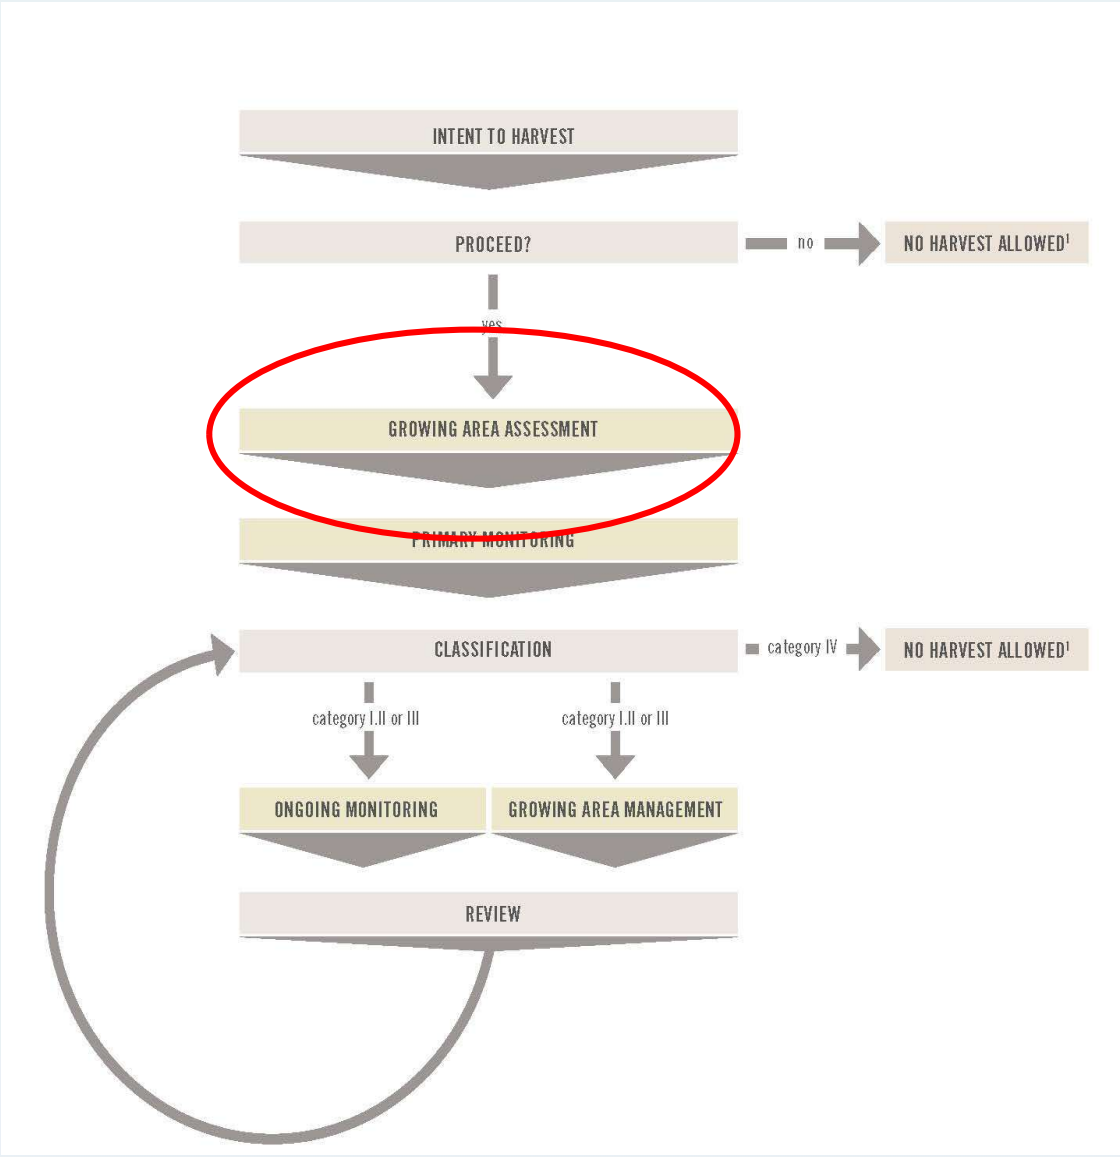 INTENT TO HARVEST
PROCEED?
no
NO HARVEST ALLOWED¹
yes
GROWING AREA ASSESSMENT
PRIMARY MONITORING
CLASSIFICATION
category IV
NO HARVEST ALLOWED¹
category I.II or III
category I.II or III
ONGOING MONITORING
GROWING AREA MANAGEMENT
REVIEW